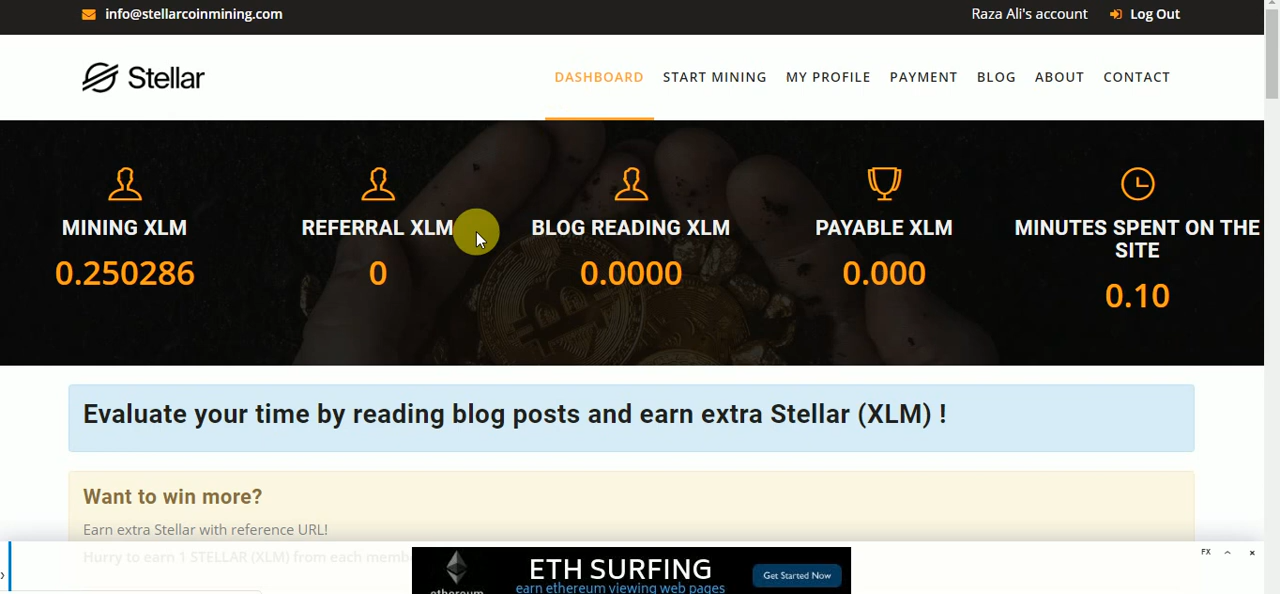 info@stellarcoinmining.com
Raza Ali's account
Log Out
Stellar
DASHBOARD
START MINING
MY PROFILE
PAYMENT
BLOG
ABOUT
CONTACT
MINING XLM
0.250286
REFERRAL XLM
0
BLOG READING XLM
0.0000
PAYABLE XLM
0.000
MINUTES SPENT ON THE
SITE
0.10
Evaluate your time by reading blog posts and earn extra Stellar (XLM) !
Want to win more?
Earn extra Stellar with reference URL!
Hurry to earn 1 STELLAR (XLM) from each memb
ethereum
ETH SURFING
earn ethereum viewing web pages
Get Started Now
FX